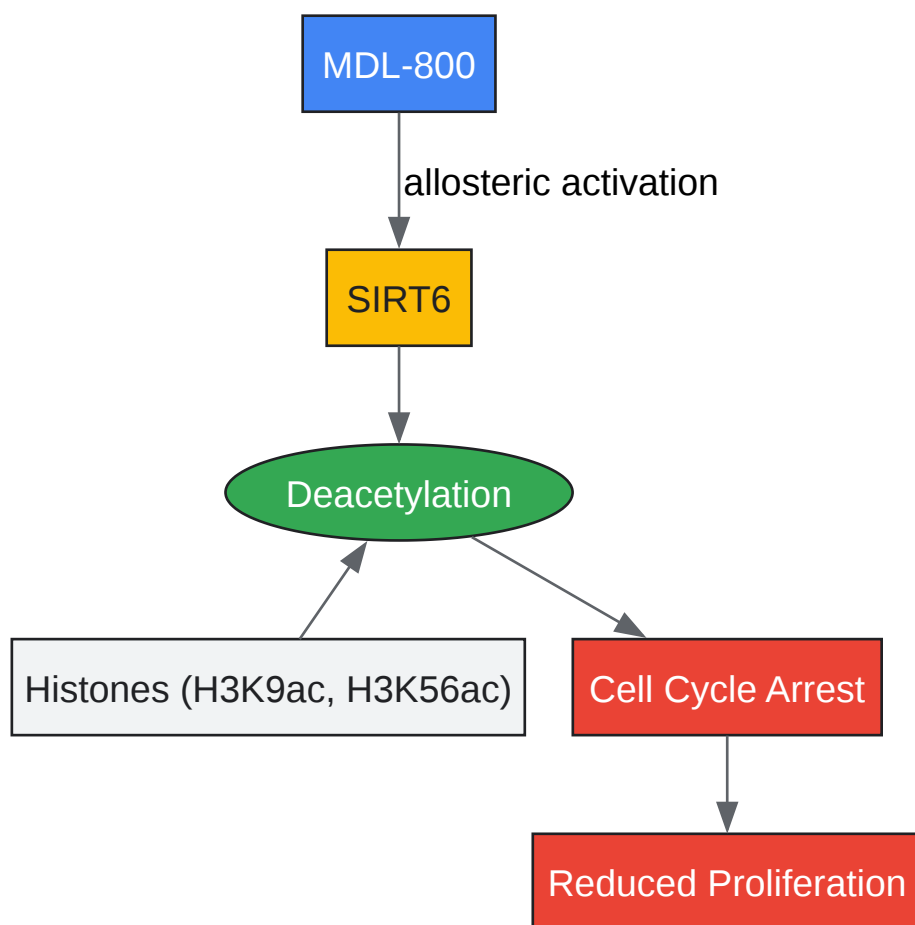 MDL-800
allosteric activation
SIRT6
Deacetylation
Histones (H3K9ac, H3K56ac)
Cell Cycle Arrest
Reduced Proliferation